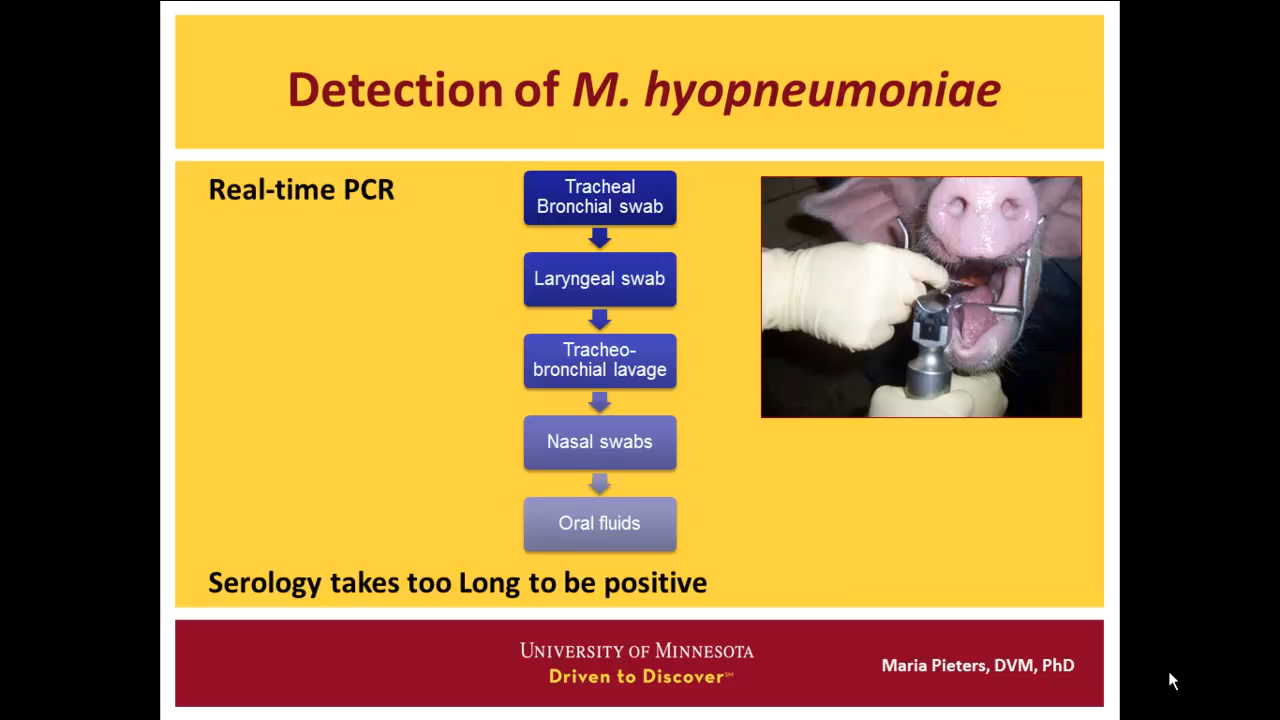 Detection of M. hyopneumoniae
Real-time PCR
Tracheal
Bronchial swab
Laryngeal swab
Tracheo-
bronchial lavage
Nasal swabs
Oral fluids
Serology takes too Long to be positive
UNIVERSITY OF MINNESOTA
Driven to Discover℠
Maria Pieters, DVM, PhD